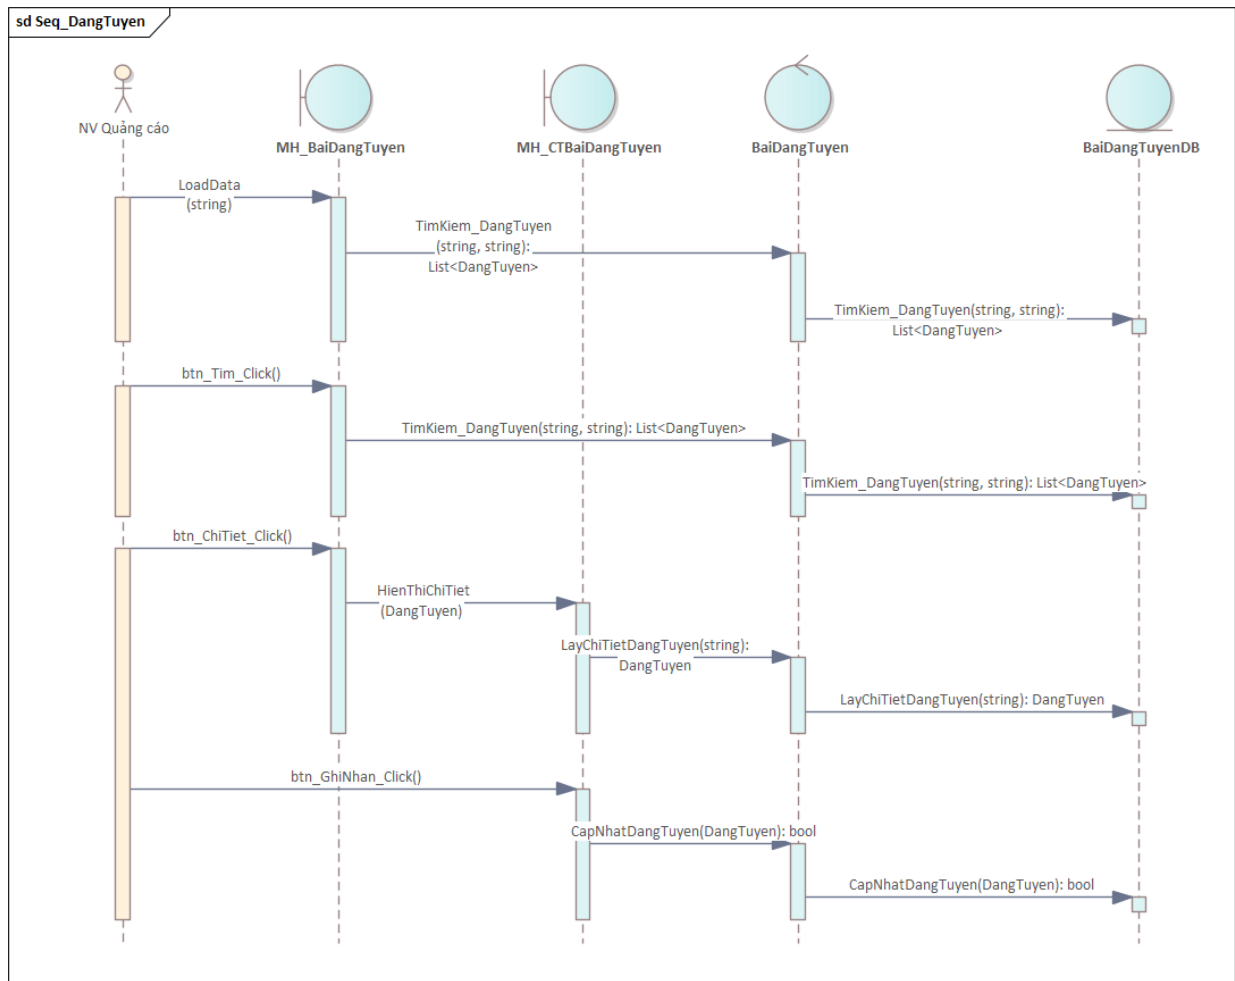 sd Seq_DangTuyen
NV Quảng cáo
MH_BaiDangTuyen
MH_CTBaiDangTuyen
BaiDangTuyen
BaiDangTuyenDB
LoadData
(string)
TimKiem_DangTuyen
(string, string):
List<DangTuyen>
TimKiem_DangTuyen(string, string):
List<DangTuyen>
btn_Tim_Click()
TimKiem_DangTuyen(string, string): List<DangTuyen>
TimKiem_DangTuyen(string, string): List<DangTuyen>
btn_ChiTiet_Click()
HienThiChiTiet
(DangTuyen)
LayChiTietDangTuyen(string):
DangTuyen
LayChiTietDangTuyen(string): DangTuyen
btn_GhiNhan_Click()
CapNhatDangTuyen(DangTuyen): bool
CapNhatDangTuyen(DangTuyen): bool